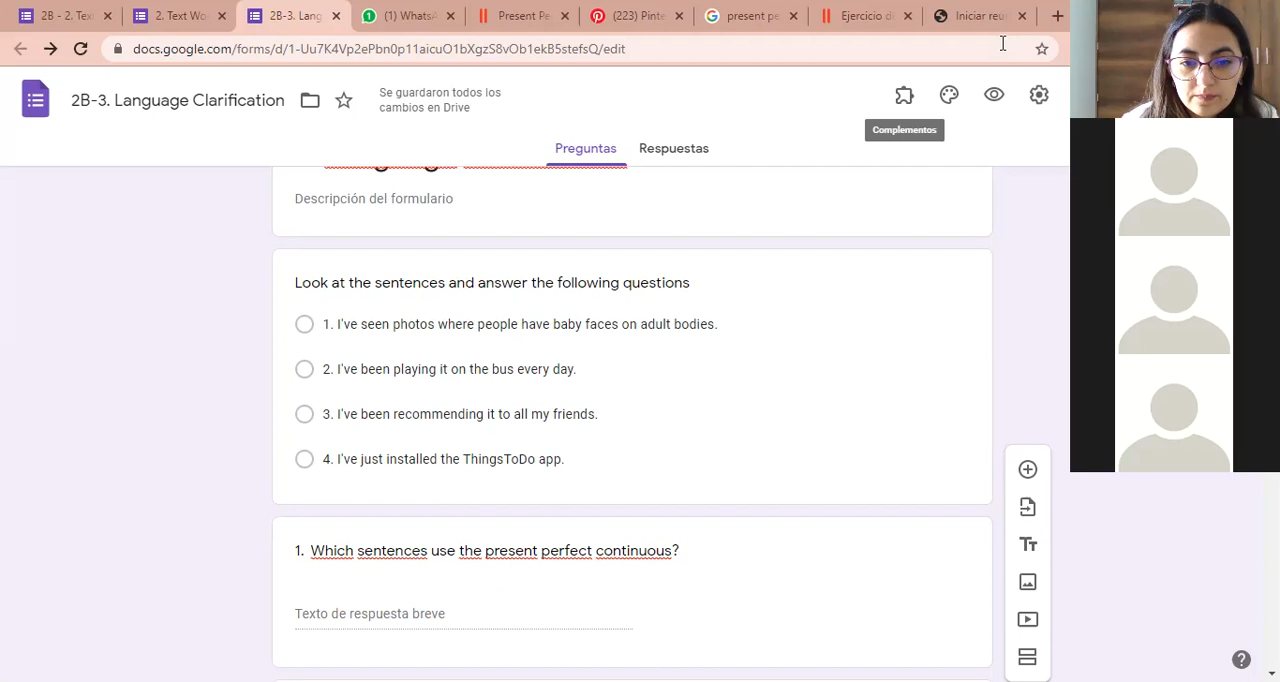 2B - 2. Tex
2. Text Wo
2B-3. Lang
(1) WhatsA
Present Pe
(223) Pinte
present pe
Ejercicio d
Iniciar reu
docs.google.com/forms/d/1-Uu7K4Vp2ePbn0p11aicuO1bXgzS8vOb1ekB5stefsQ/edit
2B-3. Language Clarification
Se guardaron todos los
cambios en Drive
Complementos
Preguntas
Respuestas
Descripción del formulario
Look at the sentences and answer the following questions
1. I've seen photos where people have baby faces on adult bodies.
2. I've been playing it on the bus every day.
3. I've been recommending it to all my friends.
4. I've just installed the ThingsToDo app.
1. Which sentences use the present perfect continuous?
Texto de respuesta breve